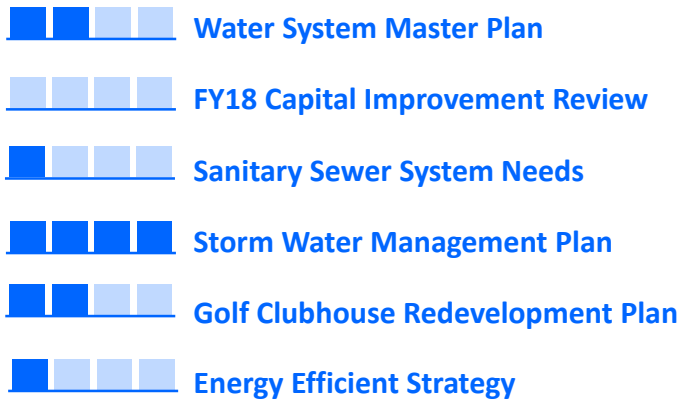 Water System Master Plan
FY18 Capital Improvement Review
Sanitary Sewer System Needs
Storm Water Management Plan
Golf Clubhouse Redevelopment Plan
Energy Efficient Strategy